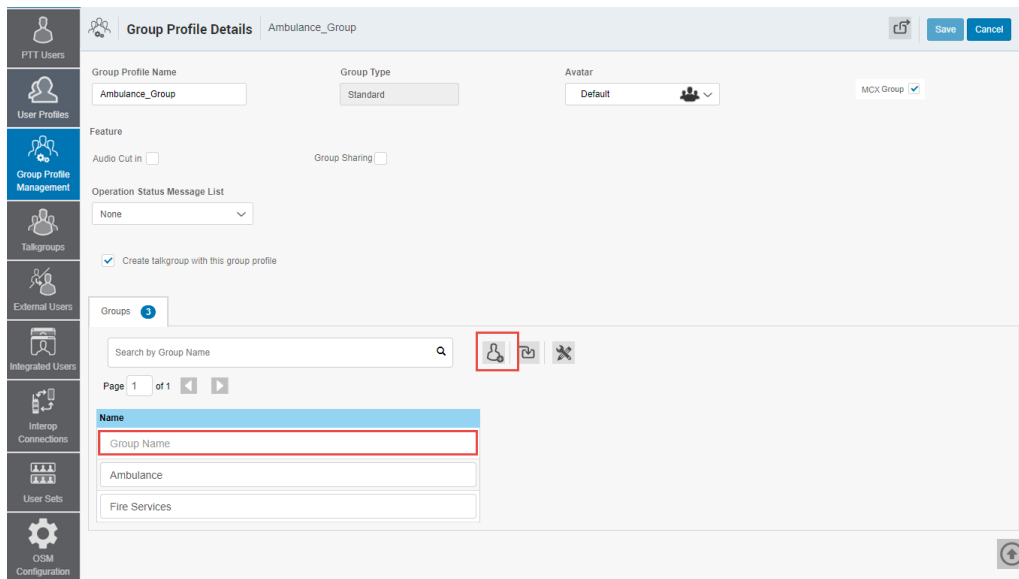 PTT Users
User Profiles
Group Profile
Management
Talkgroups
External Users
Integrated Users
Interop
Connections
User Sets
OSM
Configuration
Group Profile Details Ambulance_Group
Save Cancel
Group Profile Name Group Type Avatar
Ambulance_Group Standard Default MCX Group
Feature
Audio Cut in Group Sharing
Operation Status Message List
None
Create talkgroup with this group profile
Groups 3
Search by Group Name
Page 1 of 1
Name
Group Name
Ambulance
Fire Services